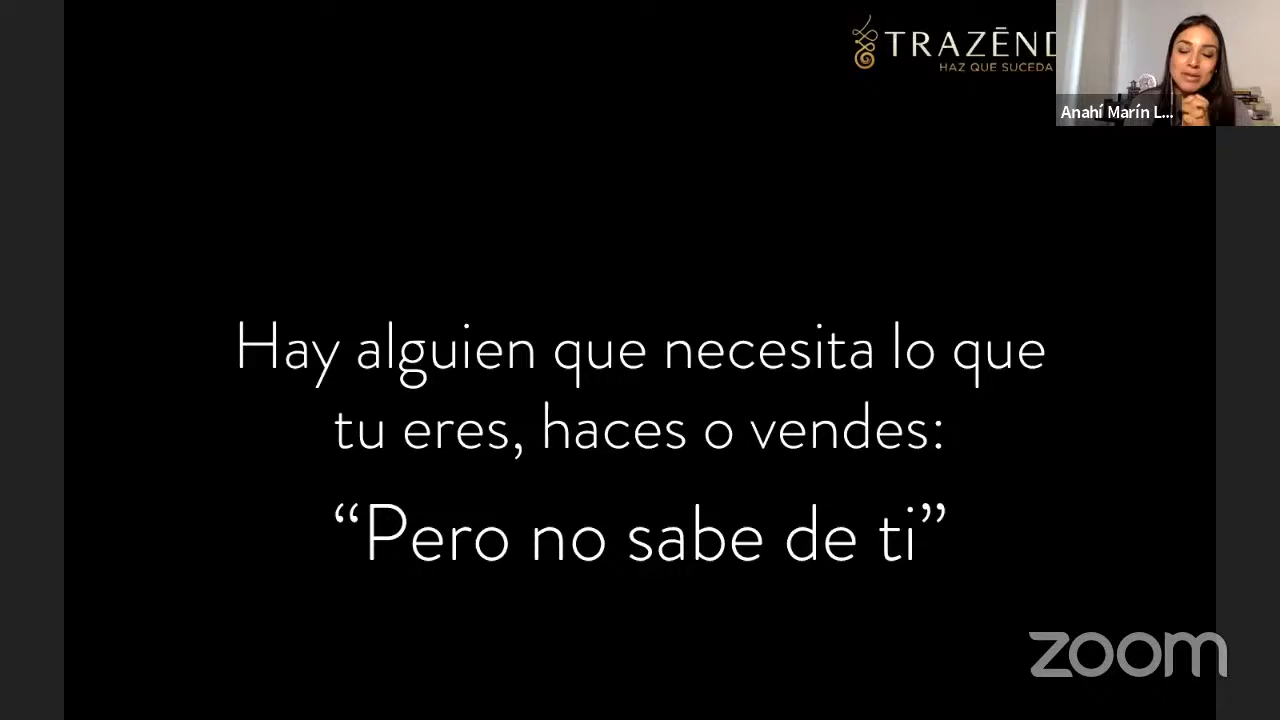 TRAZĒND
HAZ QUE SUCEDA
Anahí Marín L...
Hay alguien que necesita lo que
tu eres, haces o vendes:
“Pero no sabe de ti”
zoom